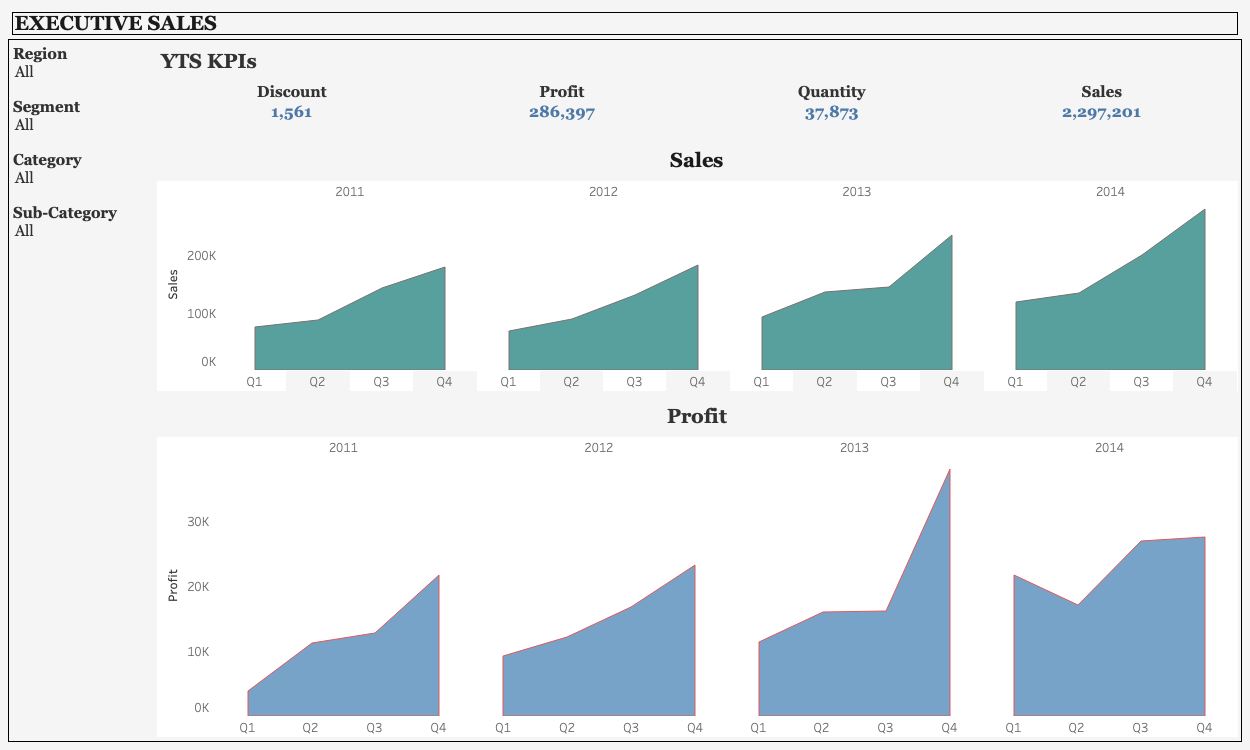 EXECUTIVE SALES
Region
All
Segment
All
Category
All
Sub-Category
All
YTS KPIs
Discount Profit Quantity Sales
1,561 286,397 37,873 2,297,201
Sales
2011 2012 2013 2014
Sales
200K
100K
0K
Q1 Q2 Q3 Q4 Q1 Q2 Q3 Q4 Q1 Q2 Q3 Q4 Q1 Q2 Q3 Q4
Profit
2011 2012 2013 2014
Profit
30K
20K
10K
0K
Q1 Q2 Q3 Q4 Q1 Q2 Q3 Q4 Q1 Q2 Q3 Q4 Q1 Q2 Q3 Q4